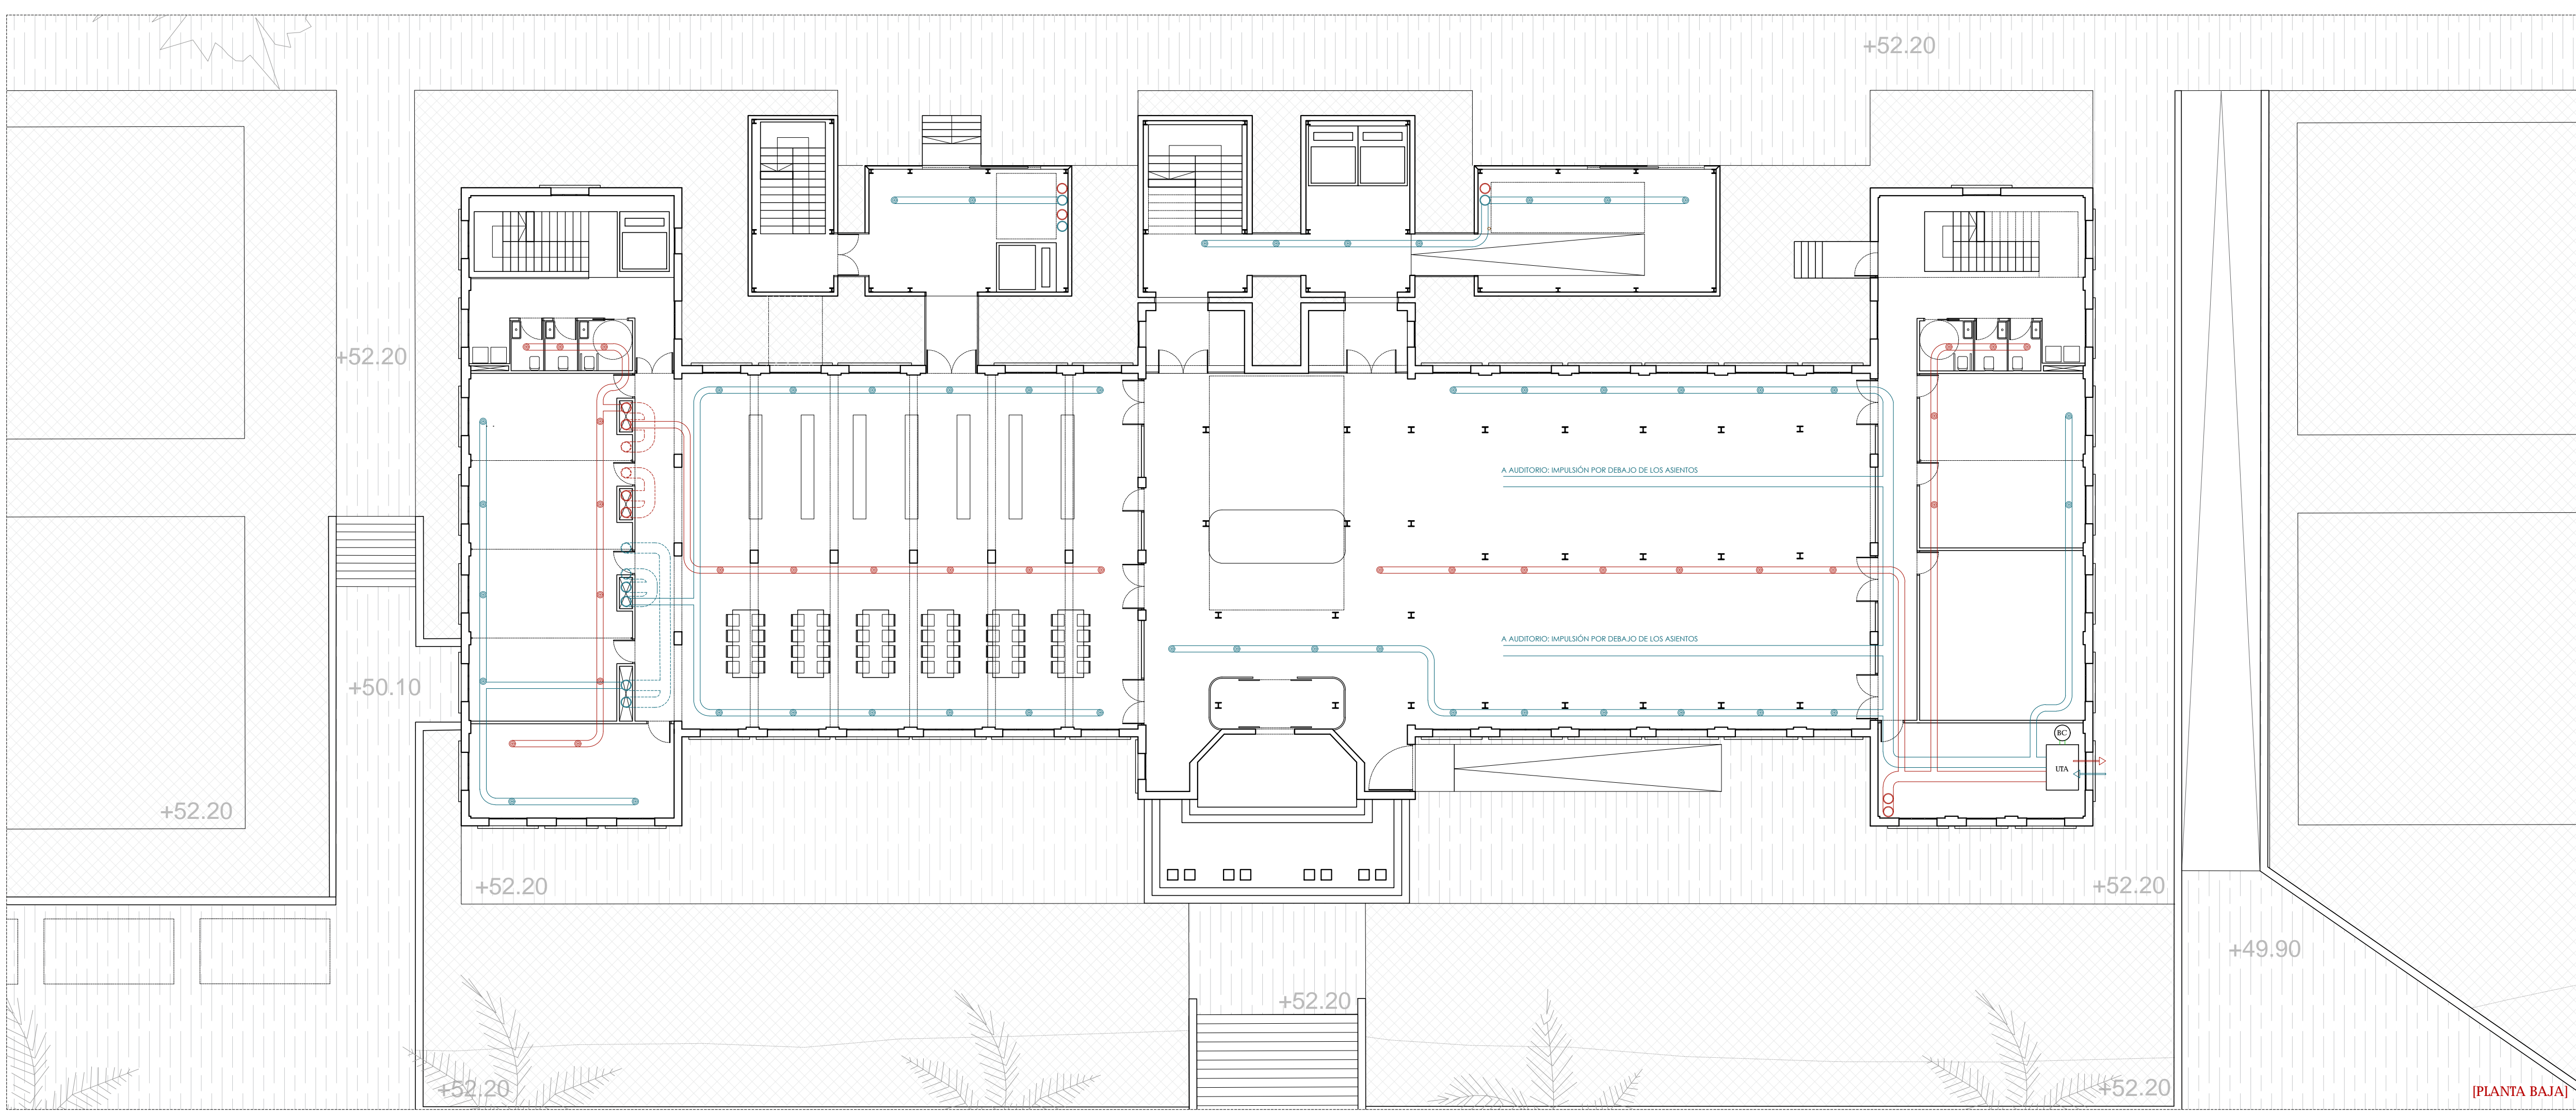 +52.20
+52.20
A AUDITORIO: IMPULSIÓN POR DEBAJO DE LOS ASIENTOS
A AUDITORIO: IMPULSIÓN POR DEBAJO DE LOS ASIENTOS
+50.10
BC
UTA
+52.20
+52.20
+52.20
+49.90
+52.20
+52.20
+52.20
[PLANTA BAJA]